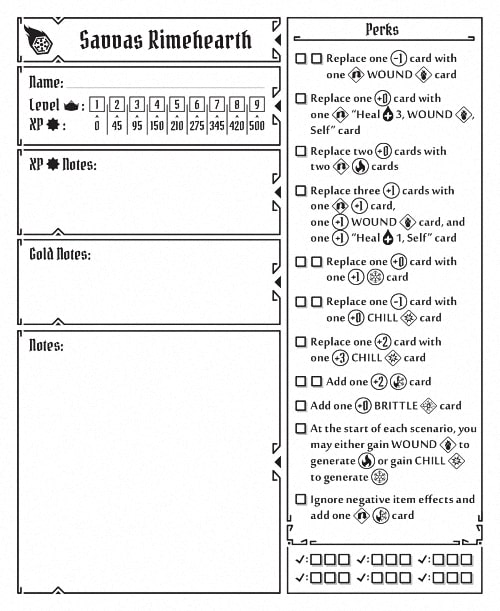 Savvas Rimehearth
Name:
Level : 1 2 3 4 5 6 7 8 9
XP : 0 45 95 150 210 275 345 420 500
XP Notes:
Gold Notes:
Notes:
Perks
Replace one -1 card with
one WOUND card
Replace one +0 card with
one "Heal 3, WOUND ,
Self" card
Replace two +0 cards with
two cards
Replace three +1 cards with
one +1 card,
one +1 WOUND card, and
one +1 "Heal 1, Self" card
Replace one +0 card with
one +1 card
Replace one -1 card with
one +0 CHILL card
Replace one +2 card with
one +3 CHILL card
Add one +2 card
Add one +0 BRITTLE card
At the start of each scenario, you
may either gain WOUND to
generate or gain CHILL
to generate
Ignore negative item effects and
add one card
✓: ✓: ✓:
✓: ✓: ✓: